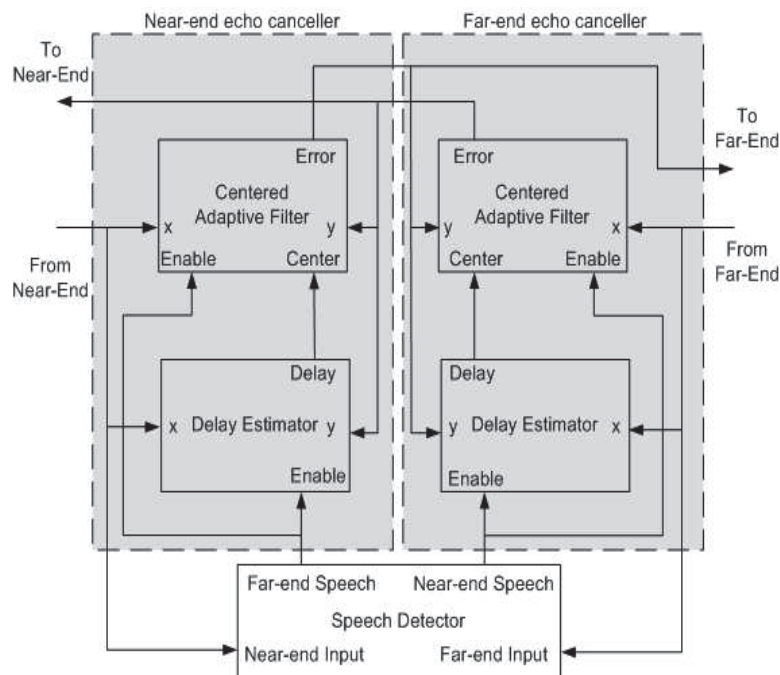 Near-end echo canceller
Far-end echo canceller
To
Near-End
To
Far-End
Error
Centered
Adaptive Filter
x
y
Enable
Center
Error
Centered
Adaptive Filter
y
x
Center
Enable
From
Near-End
From
Far-End
Delay
x
Delay Estimator
y
Enable
Delay
y
Delay Estimator
x
Enable
Far-end Speech
Near-end Speech
Speech Detector
Near-end Input
Far-end Input